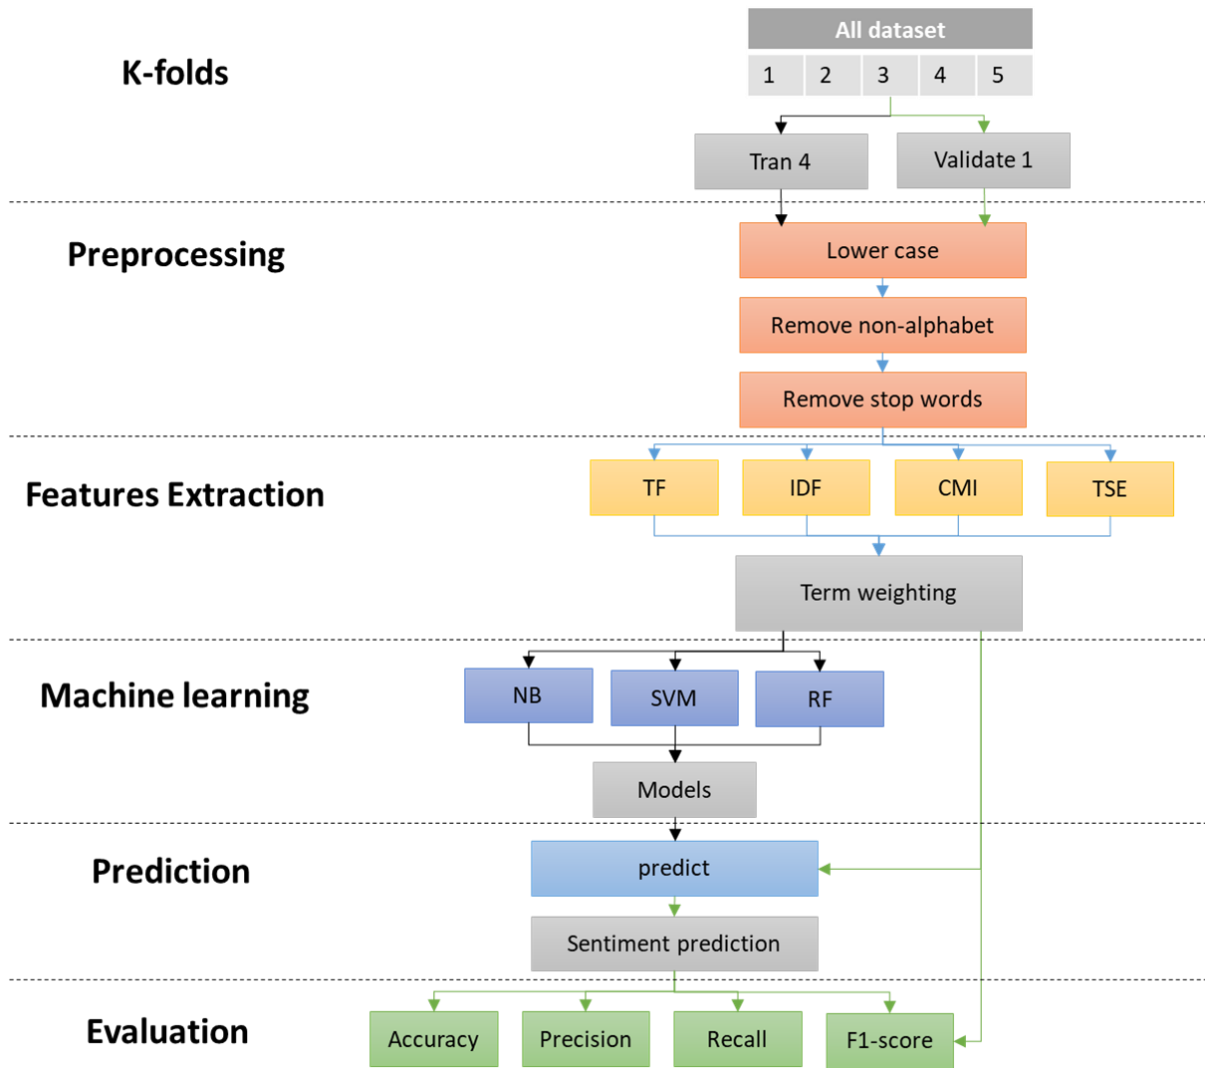 All dataset
K-folds
1 2 3 4 5
Tran 4
Validate 1
Preprocessing
Lower case
Remove non-alphabet
Remove stop words
Features Extraction
TF
IDF
CMI
TSE
Term weighting
Machine learning
NB
SVM
RF
Models
Prediction
predict
Sentiment prediction
Evaluation
Accuracy
Precision
Recall
F1-score